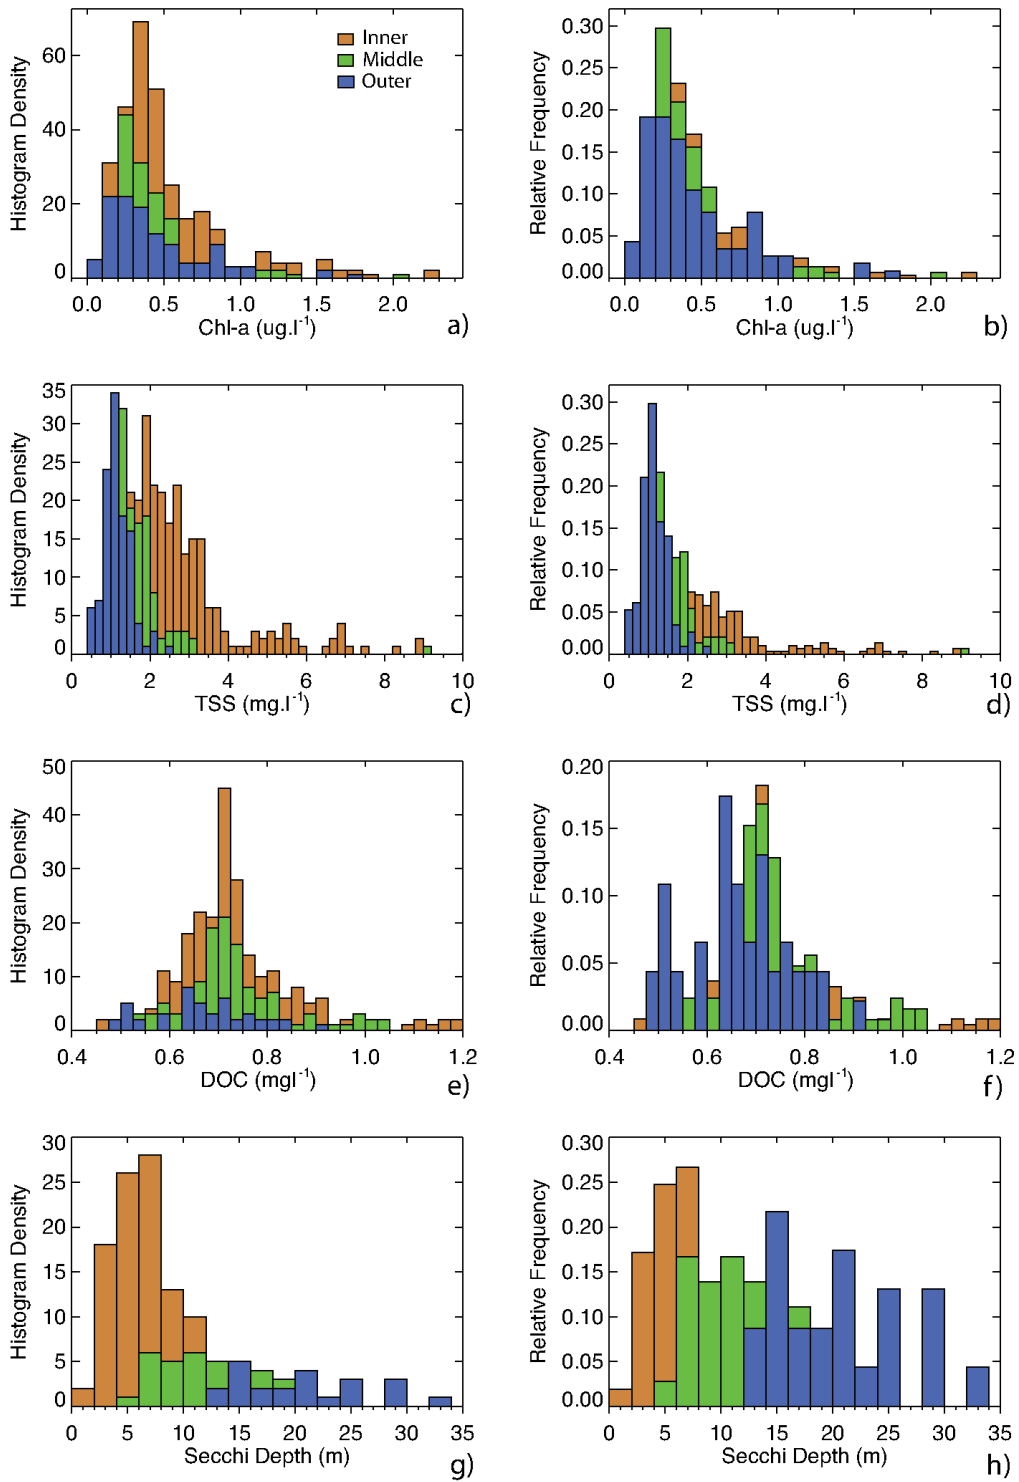 Histogram Density
60
40
20
0
Inner
Middle
Outer
0.0 0.5 1.0 1.5 2.0
Chl-a (ug.l-1)
a)
Relative Frequency
0.30
0.25
0.20
0.15
0.10
0.05
0.00
0.0 0.5 1.0 1.5 2.0
Chl-a (ug.l-1)
b)
Histogram Density
35
30
25
20
15
10
5
0
0 2 4 6 8 10
TSS (mg.l-1)
c)
Relative Frequency
0.30
0.25
0.20
0.15
0.10
0.05
0.00
0 2 4 6 8 10
TSS (mg.l-1)
d)
Histogram Density
50
40
30
20
10
0
0.4 0.6 0.8 1.0 1.2
DOC (mgl-1)
e)
Relative Frequency
0.20
0.15
0.10
0.05
0.00
0.4 0.6 0.8 1.0 1.2
DOC (mgl-1)
f)
Histogram Density
30
25
20
15
10
5
0
0 5 10 15 20 25 30 35
Secchi Depth (m)
g)
Relative Frequency
0.30
0.25
0.20
0.15
0.10
0.05
0.00
0 5 10 15 20 25 30 35
Secchi Depth (m)
h)